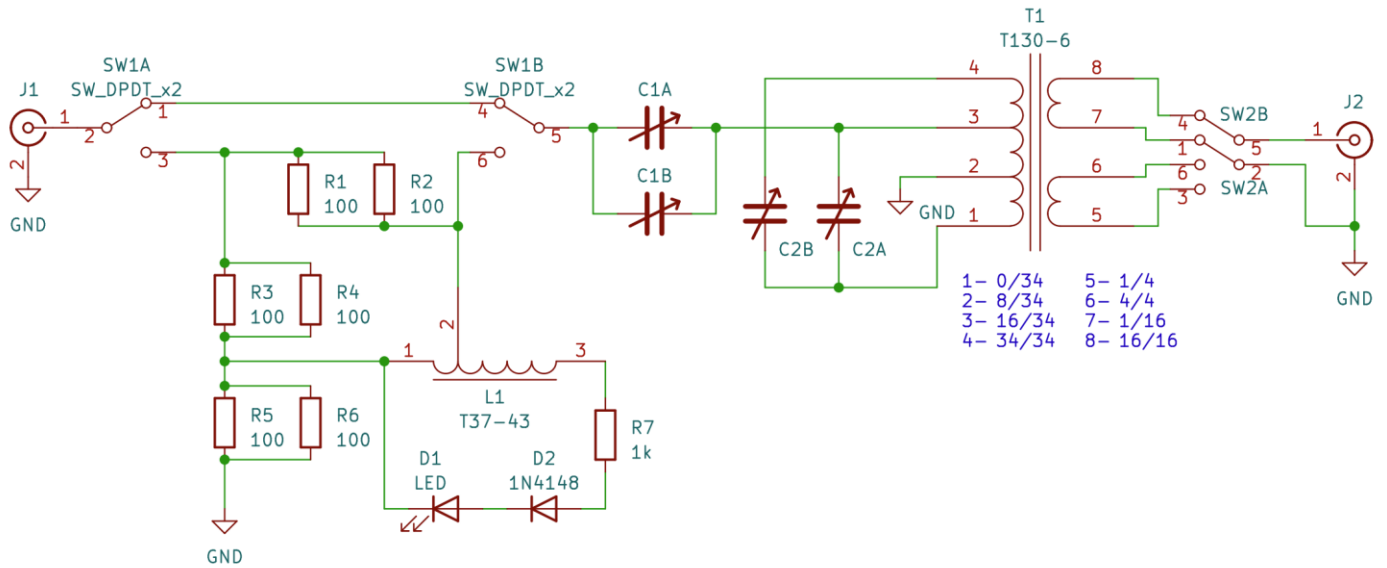 T1
T130-6
SW1A
SW_DPDT_x2
SW1B
SW_DPDT_x2
J1
1
2
2
GND
1
3
4
5
6
C1A
C1B
C2B
C2A
4
3
2
1
GND
8
7
6
5
4
1
6
3
SW2B
5
2
SW2A
J2
1
2
GND
R1
100
R2
100
R3
100
R4
100
R5
100
R6
100
GND
2
1
3
L1
T37-43
R7
1k
D1
LED
D2
1N4148
1- 0/34 5- 1/4
2- 8/34 6- 4/4
3- 16/34 7- 1/16
4- 34/34 8- 16/16